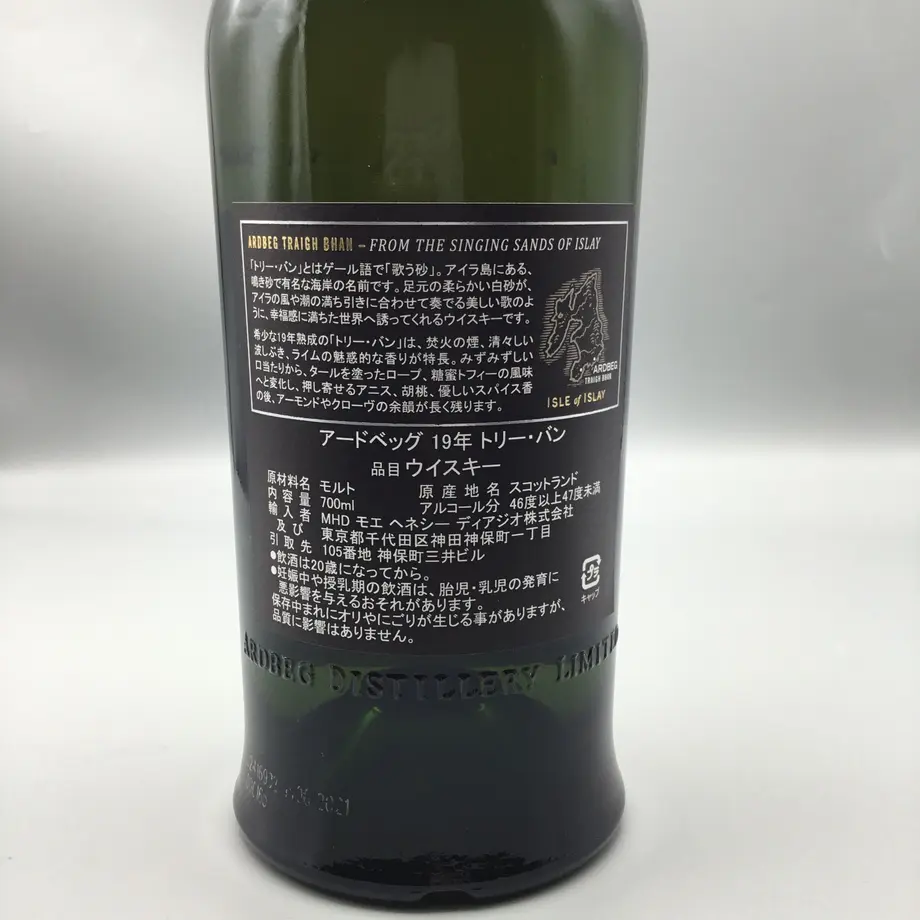 ARDBEG TRAIGH BHAN – FROM THE SINGING SANDS OF ISLAY
「トリー・バン」とはゲール語で「歌う砂」。アイラ島にある、
鳴き砂で有名な海岸の名前です。足元の柔らかい白砂が、
アイラの風や潮の満ち引きに合わせて奏でる美しい歌のよ
うに、幸福感に満ちた世界へ誘ってくれるウイスキーです。
希少な19年熟成の「トリー・バン」は、焚火の煙、清々しい
波しぶき、ライムの魅惑的な香りが特長。みずみずしい
口当たりから、タールを塗ったロープ、糖蜜トフィーの風味
へと変化し、押し寄せるアニス、胡桃、優しいスパイス香
の後、アーモンドやクローヴの余韻が長く残ります。
ARDBEG
TRAIGH BHAN
ISLE of ISLAY
アードベッグ 19年 トリー・バン
品目 ウイスキー
原材料名 モルト 原産地名 スコットランド
内容量 700ml アルコール分 46度以上47度未満
輸入者 MHD モエ ヘネシー ディアジオ株式会社
及び 東京都千代田区神田神保町一丁目
引取先 105番地 神保町三井ビル
●飲酒は20歳になってから。
●妊娠中や授乳期の飲酒は、胎児・乳児の発育に
悪影響を与えるおそれがあります。
保存中まれにオリやにごりが生じる事がありますが、
品質に影響はありません。
プラ
キャップ
ARDBEG DISTILLERY LIMITED
2021